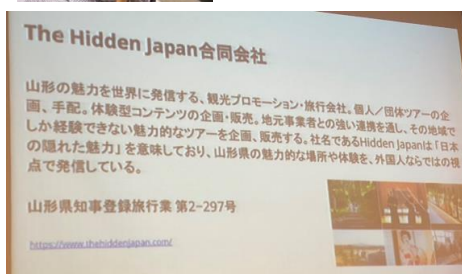 The Hidden Japan合同会社
山形の魅力を世界に発信する、観光プロモーション・旅行会社。個人／団体ツアーの企
画、手配。体験型コンテンツの企画・販売。地元事業者との強い連携を通し、その地域で
しか経験できない魅力的なツアーを企画、販売する。社名であるHidden Japanは「日本
の隠れた魅力」を意味しており、山形県の魅力的な場所や体験を、外国人ならではの視
点で発信している。
山形県知事登録旅行業 第2−297号
https://www.thehiddenjapan.com/